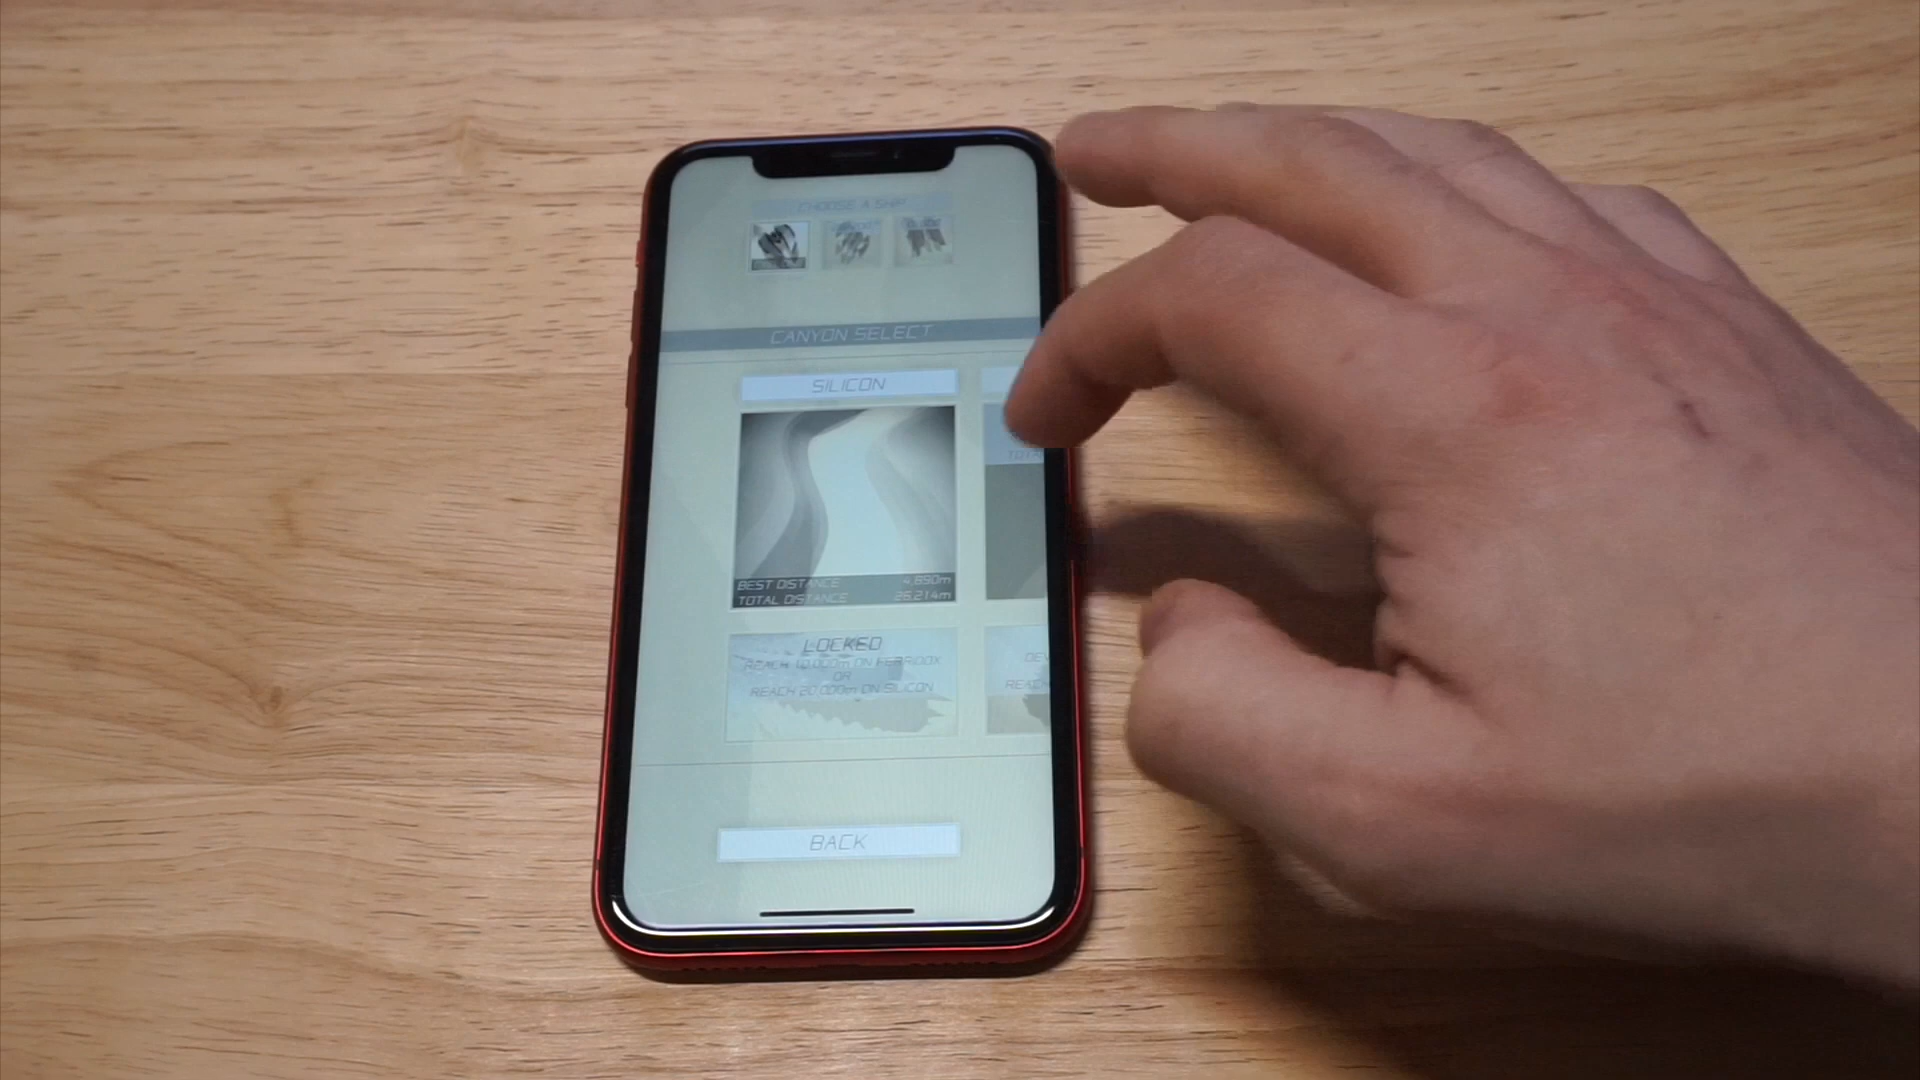 CHOOSE A SHIP
CANYON SELECT
SILICON
BEST DISTANCE 4,890m
TOTAL DISTANCE 26,214m
LOCKED
REACH 10,000m ON FERRIDOX
OR
REACH 20,000m ON SILICON
BACK